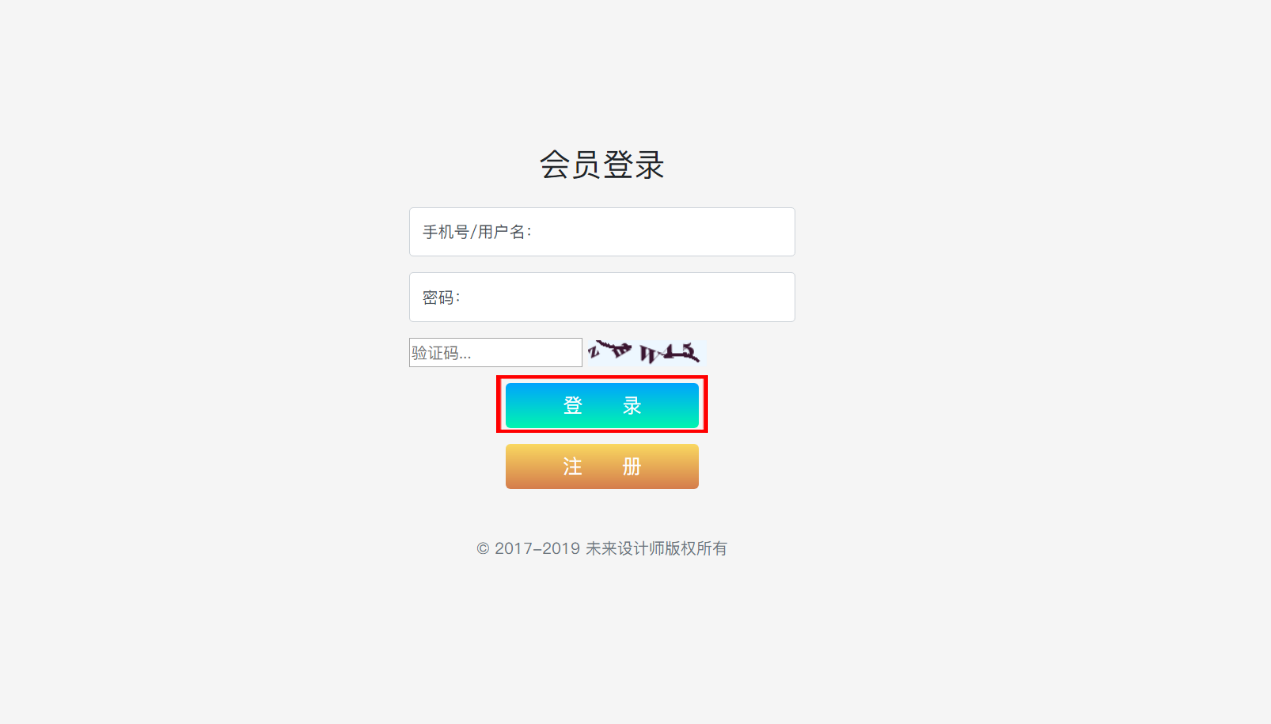 会员登录
手机号/用户名：
密码：
验证码...
登 录
注 册
© 2017-2019 未来设计师版权所有